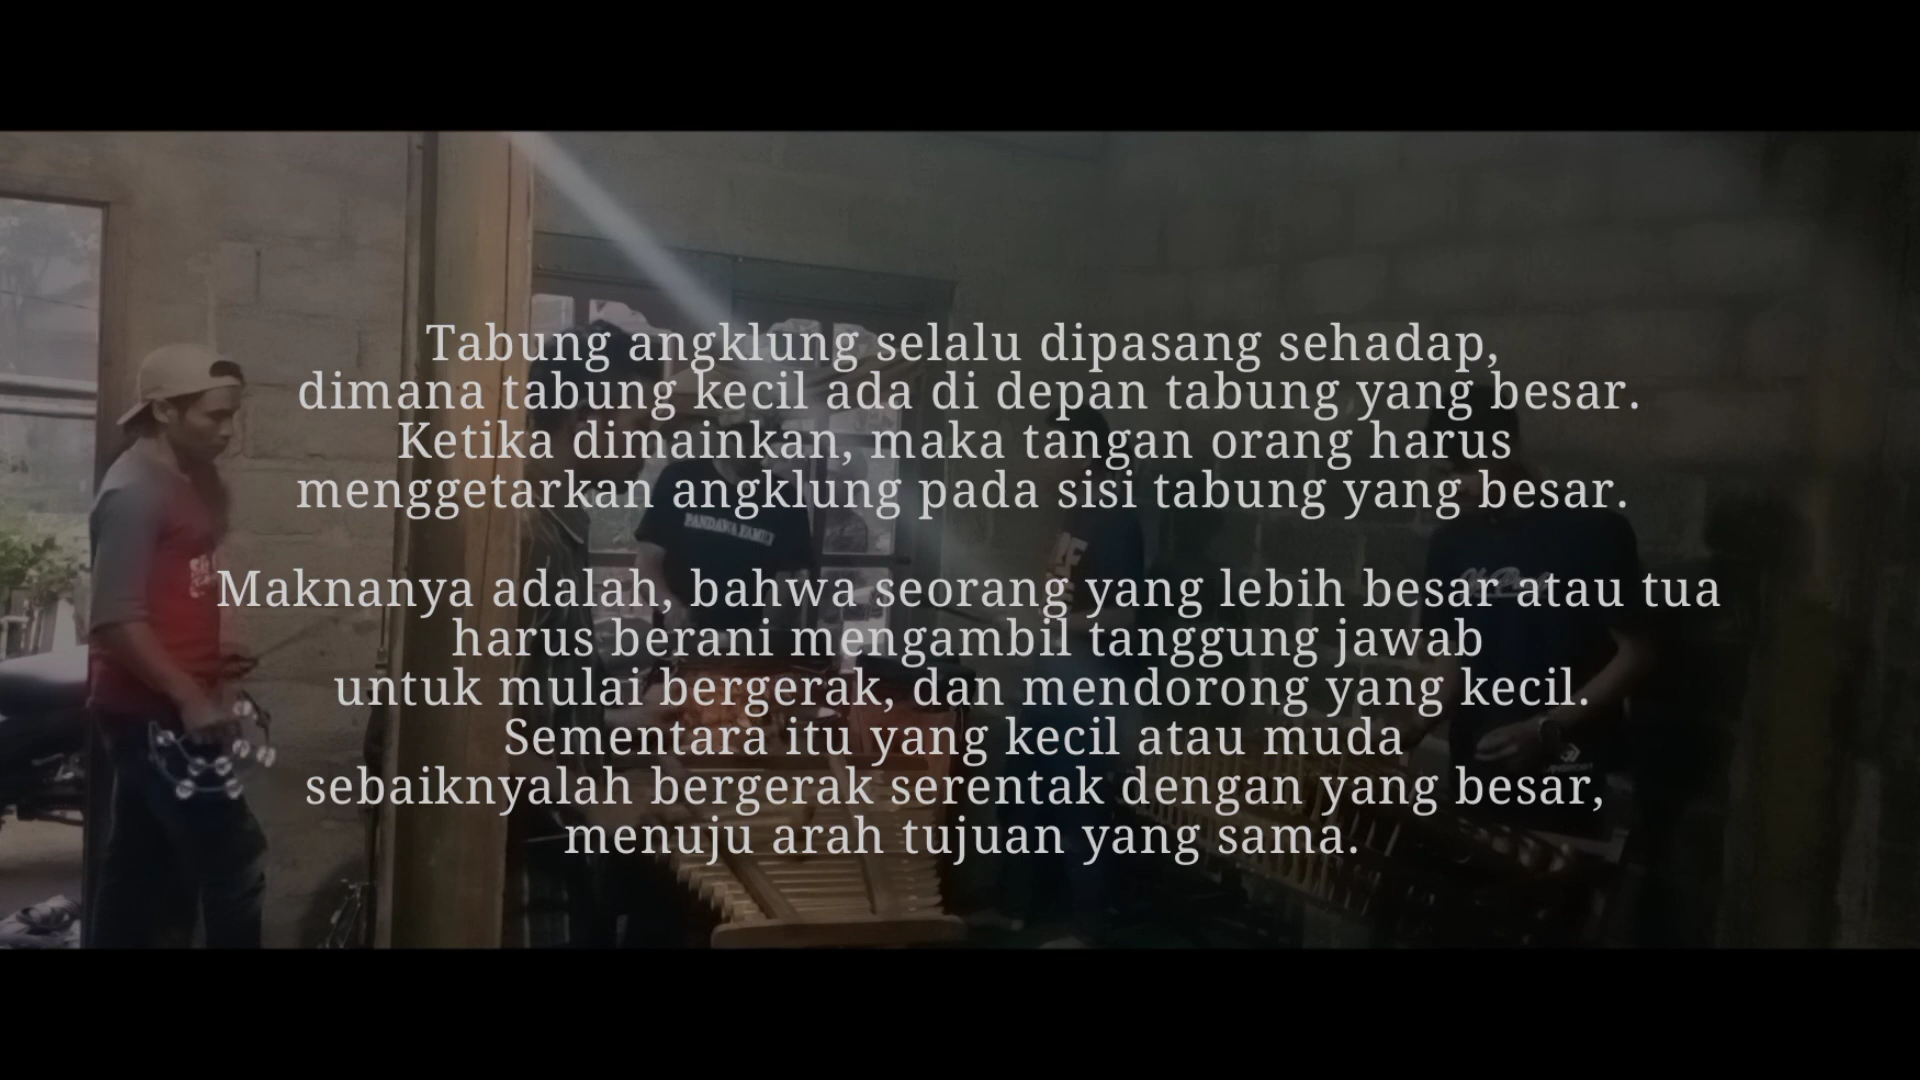 Tabung angklung selalu dipasang sehadap,
dimana tabung kecil ada di depan tabung yang besar.
Ketika dimainkan, maka tangan orang harus
menggetarkan angklung pada sisi tabung yang besar.
Maknanya adalah, bahwa seorang yang lebih besar atau tua
harus berani mengambil tanggung jawab
untuk mulai bergerak, dan mendorong yang kecil.
Sementara itu yang kecil atau muda
sebaiknyalah bergerak serentak dengan yang besar,
menuju arah tujuan yang sama.
PANDAWA FAMILY